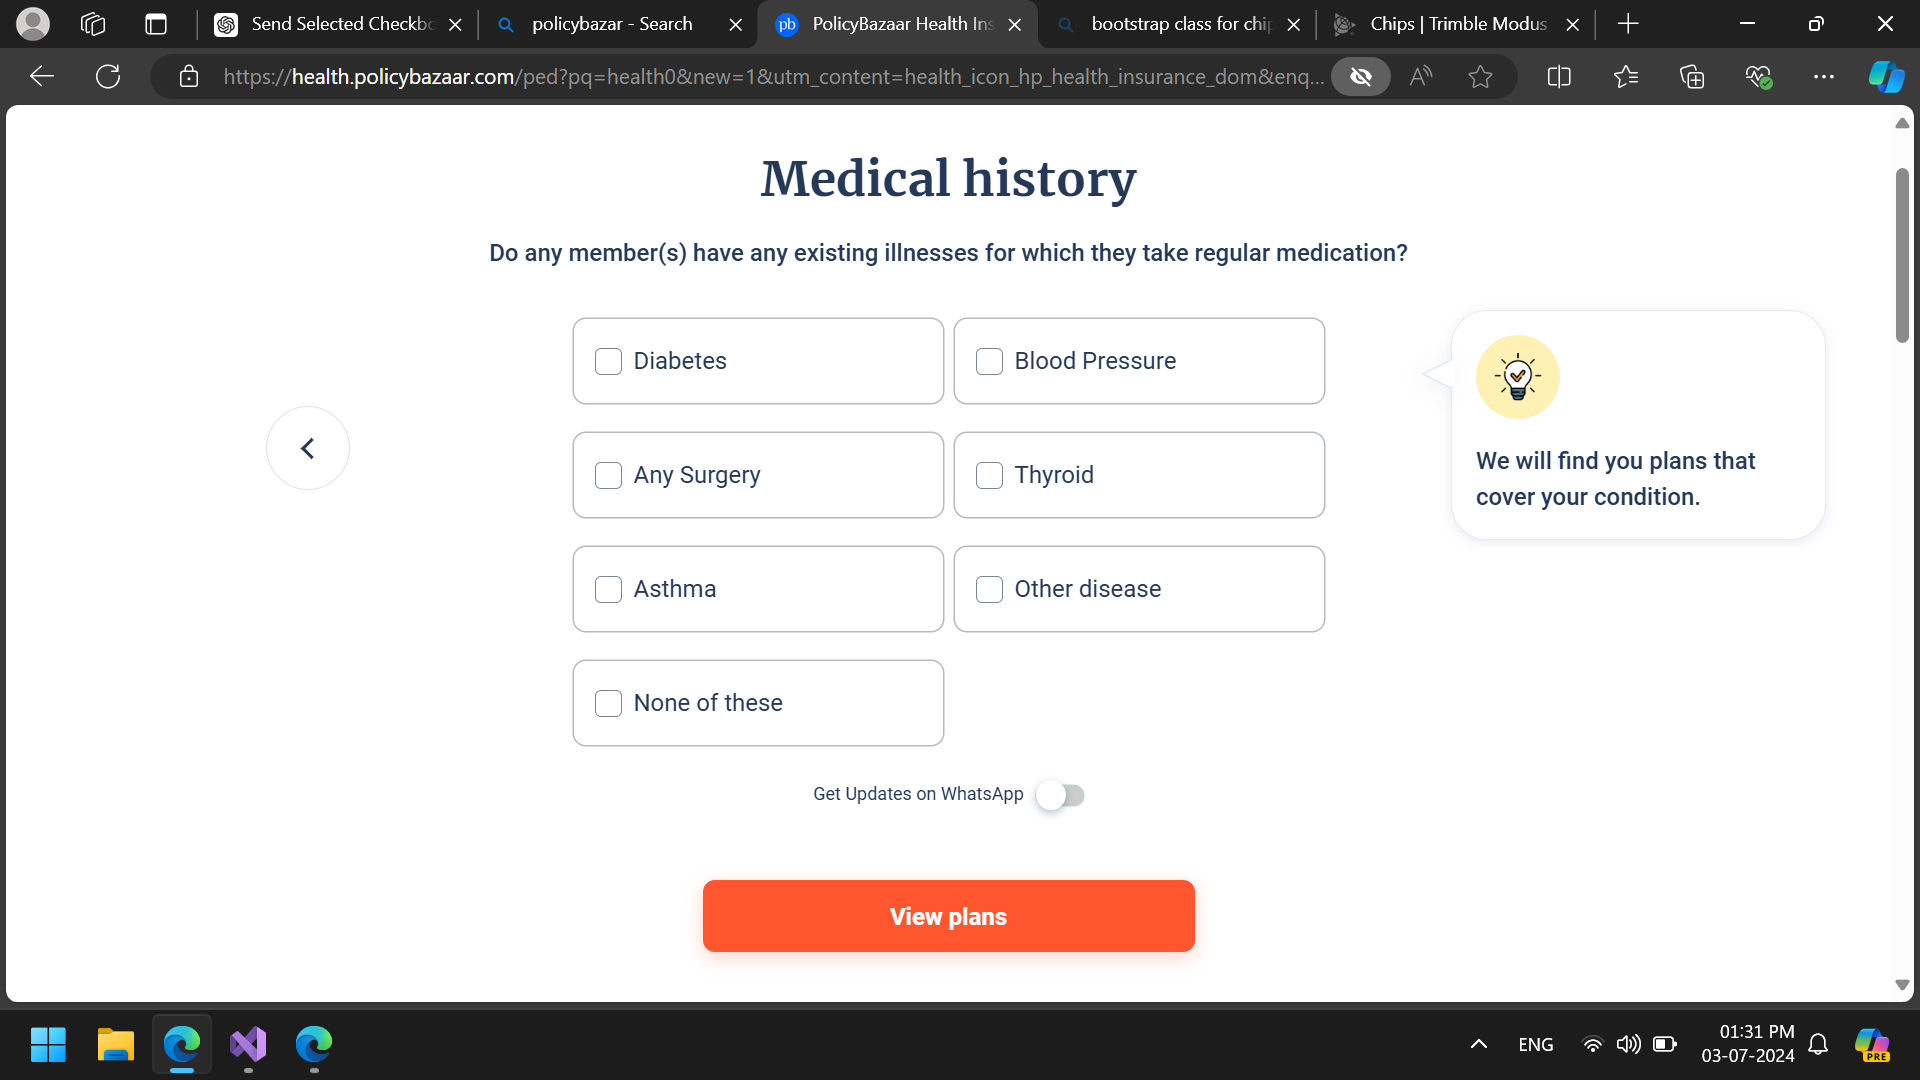 Send Selected Checkbo
policybazar - Search
pb
PolicyBazaar Health Ins
bootstrap class for chip
Chips | Trimble Modus
https://health.policybazaar.com/ped?pq=health0&new=1&utm_content=health_icon_hp_health_insurance_dom&enq...
Medical history
Do any member(s) have any existing illnesses for which they take regular medication?
Diabetes
Blood Pressure
Any Surgery
Thyroid
Asthma
Other disease
None of these
We will find you plans that
cover your condition.
Get Updates on WhatsApp
View plans
ENG
01:31 PM
03-07-2024
PRE